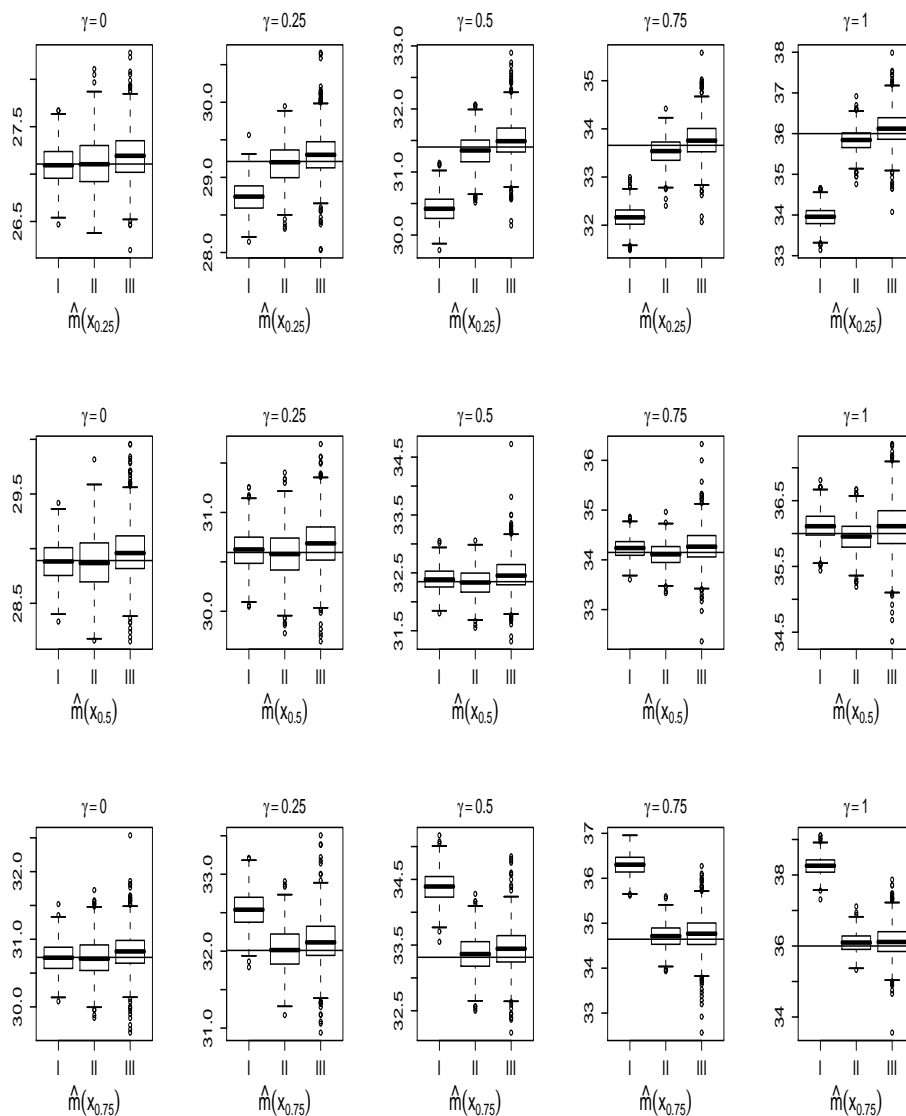 γ = 0
γ = 0.25
γ = 0.5
γ = 0.75
γ = 1
26.5 27.5
I II III
m̂(x0.25)
28.0 29.0 30.0
I II III
m̂(x0.25)
30.0 31.0 32.0 33.0
I II III
m̂(x0.25)
32 33 34 35
I II III
m̂(x0.25)
33 34 35 36 37 38
I II III
m̂(x0.25)
γ = 0
γ = 0.25
γ = 0.5
γ = 0.75
γ = 1
28.5 29.5
I II III
m̂(x0.5)
30.0 31.0
I II III
m̂(x0.5)
31.5 32.5 33.5 34.5
I II III
m̂(x0.5)
33 34 35 36
I II III
m̂(x0.5)
34.5 35.5 36.5
I II III
m̂(x0.5)
γ = 0
γ = 0.25
γ = 0.5
γ = 0.75
γ = 1
30.0 31.0 32.0
I II III
m̂(x0.75)
31.0 32.0 33.0
I II III
m̂(x0.75)
32.5 33.5 34.5
I II III
m̂(x0.75)
33 34 35 36 37
I II III
m̂(x0.75)
34 36 38
I II III
m̂(x0.75)